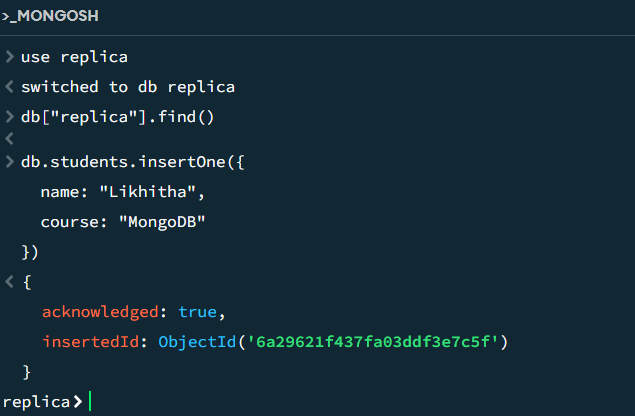 >_MONGOSH
> use replica
< switched to db replica
> db["replica"].find()
<
> db.students.insertOne({
name: "Likhitha",
course: "MongoDB"
})
< {
acknowledged: true,
insertedId: ObjectId('6a29621f437fa03ddf3e7c5f')
}
replica>